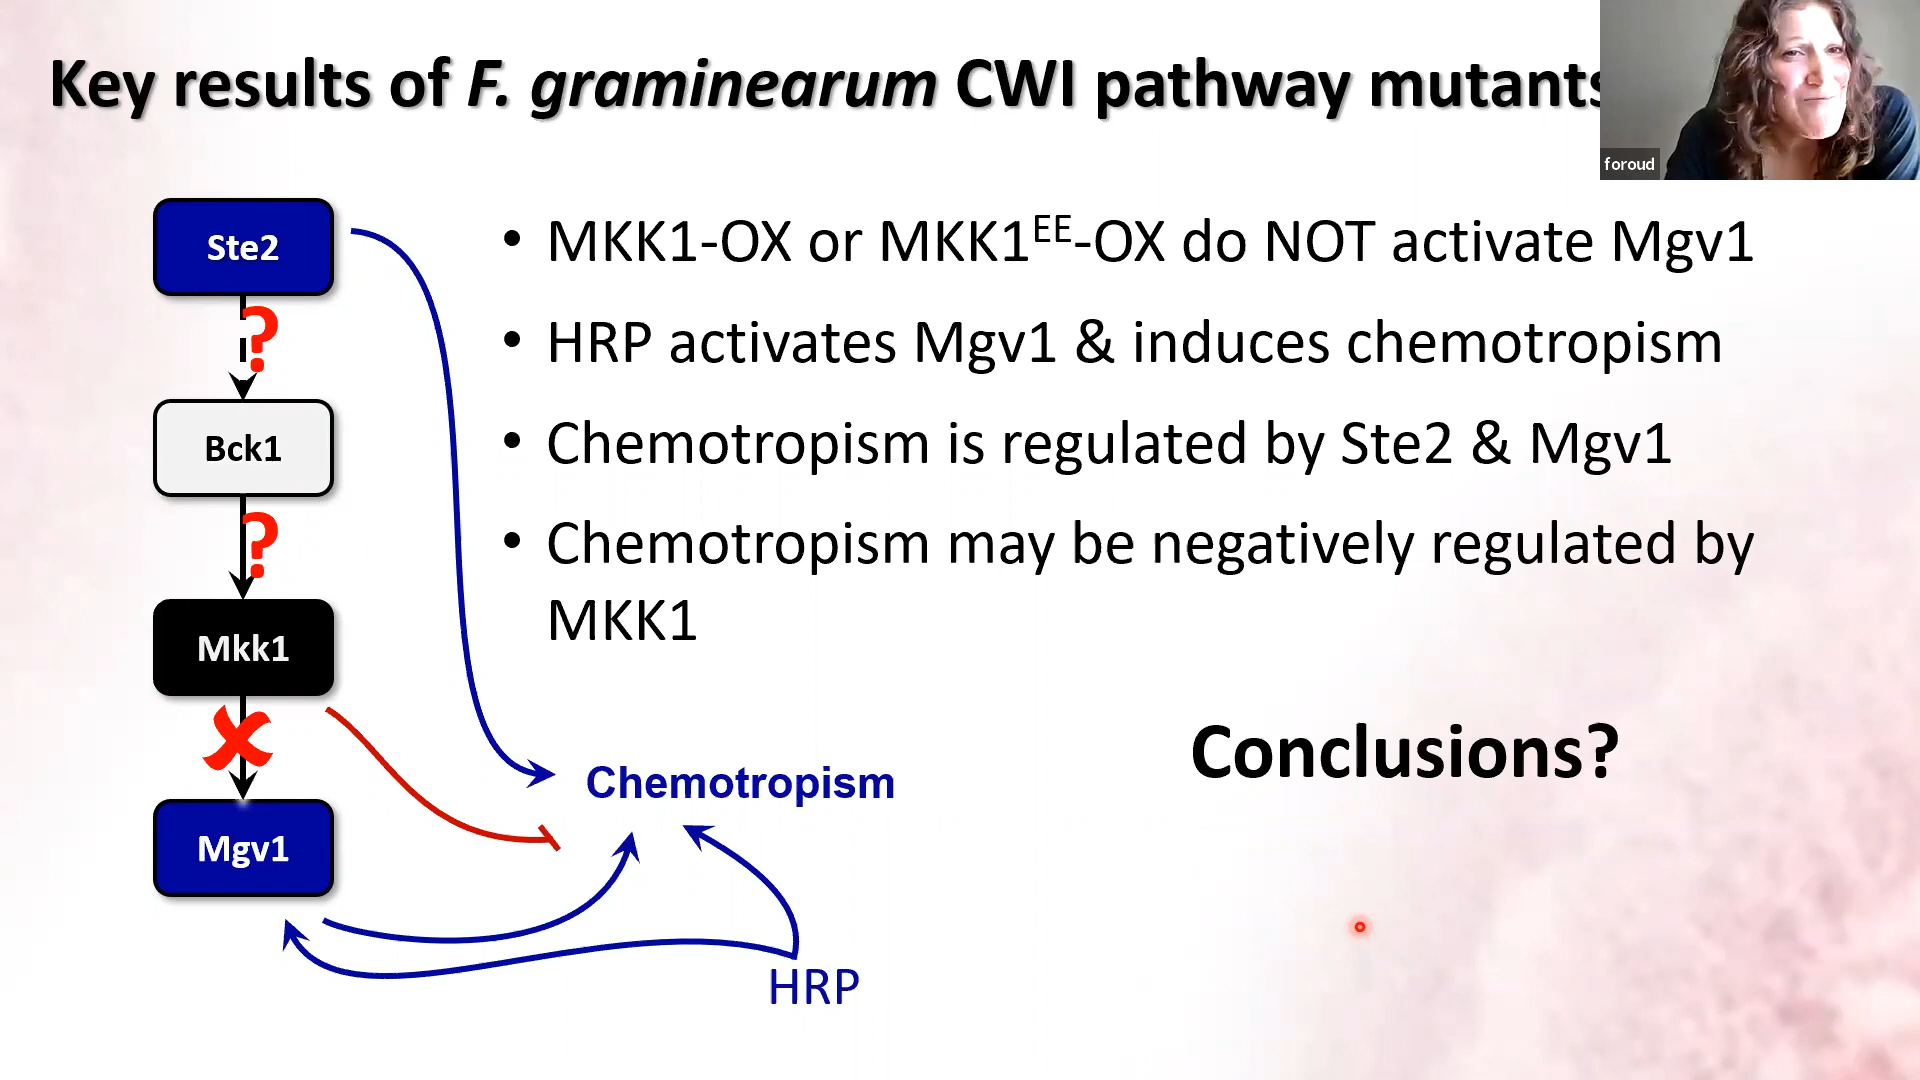 Key results of F. graminearum CWI pathway mutants
foroud
Ste2
?
Bck1
?
Mkk1
Mgv1
• MKK1-OX or MKK1ᴱᴱ-OX do NOT activate Mgv1
• HRP activates Mgv1 & induces chemotropism
• Chemotropism is regulated by Ste2 & Mgv1
• Chemotropism may be negatively regulated by
MKK1
Conclusions?
Chemotropism
HRP